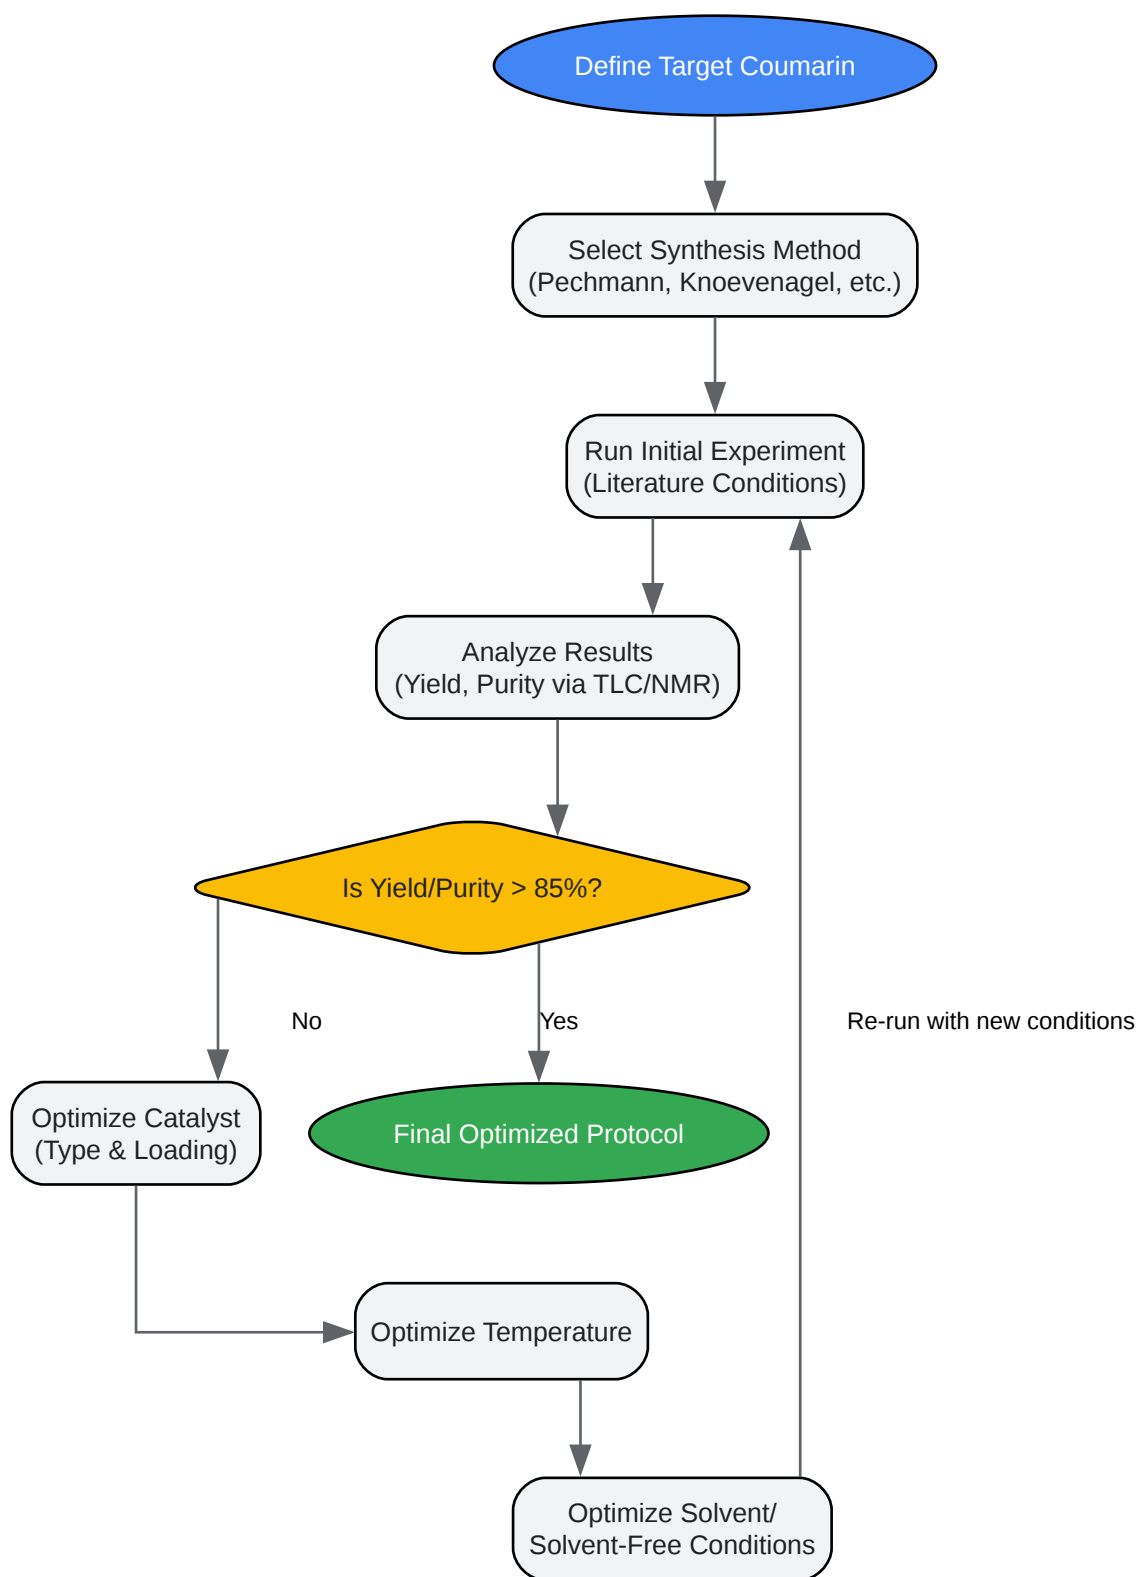 Define Target Coumarin
Select Synthesis Method
(Pechmann, Knoevenagel, etc.)
Run Initial Experiment
(Literature Conditions)
Analyze Results
(Yield, Purity via TLC/NMR)
Is Yield/Purity > 85%?
No
Yes
Re-run with new conditions
Optimize Catalyst
(Type & Loading)
Final Optimized Protocol
Optimize Temperature
Optimize Solvent/
Solvent-Free Conditions